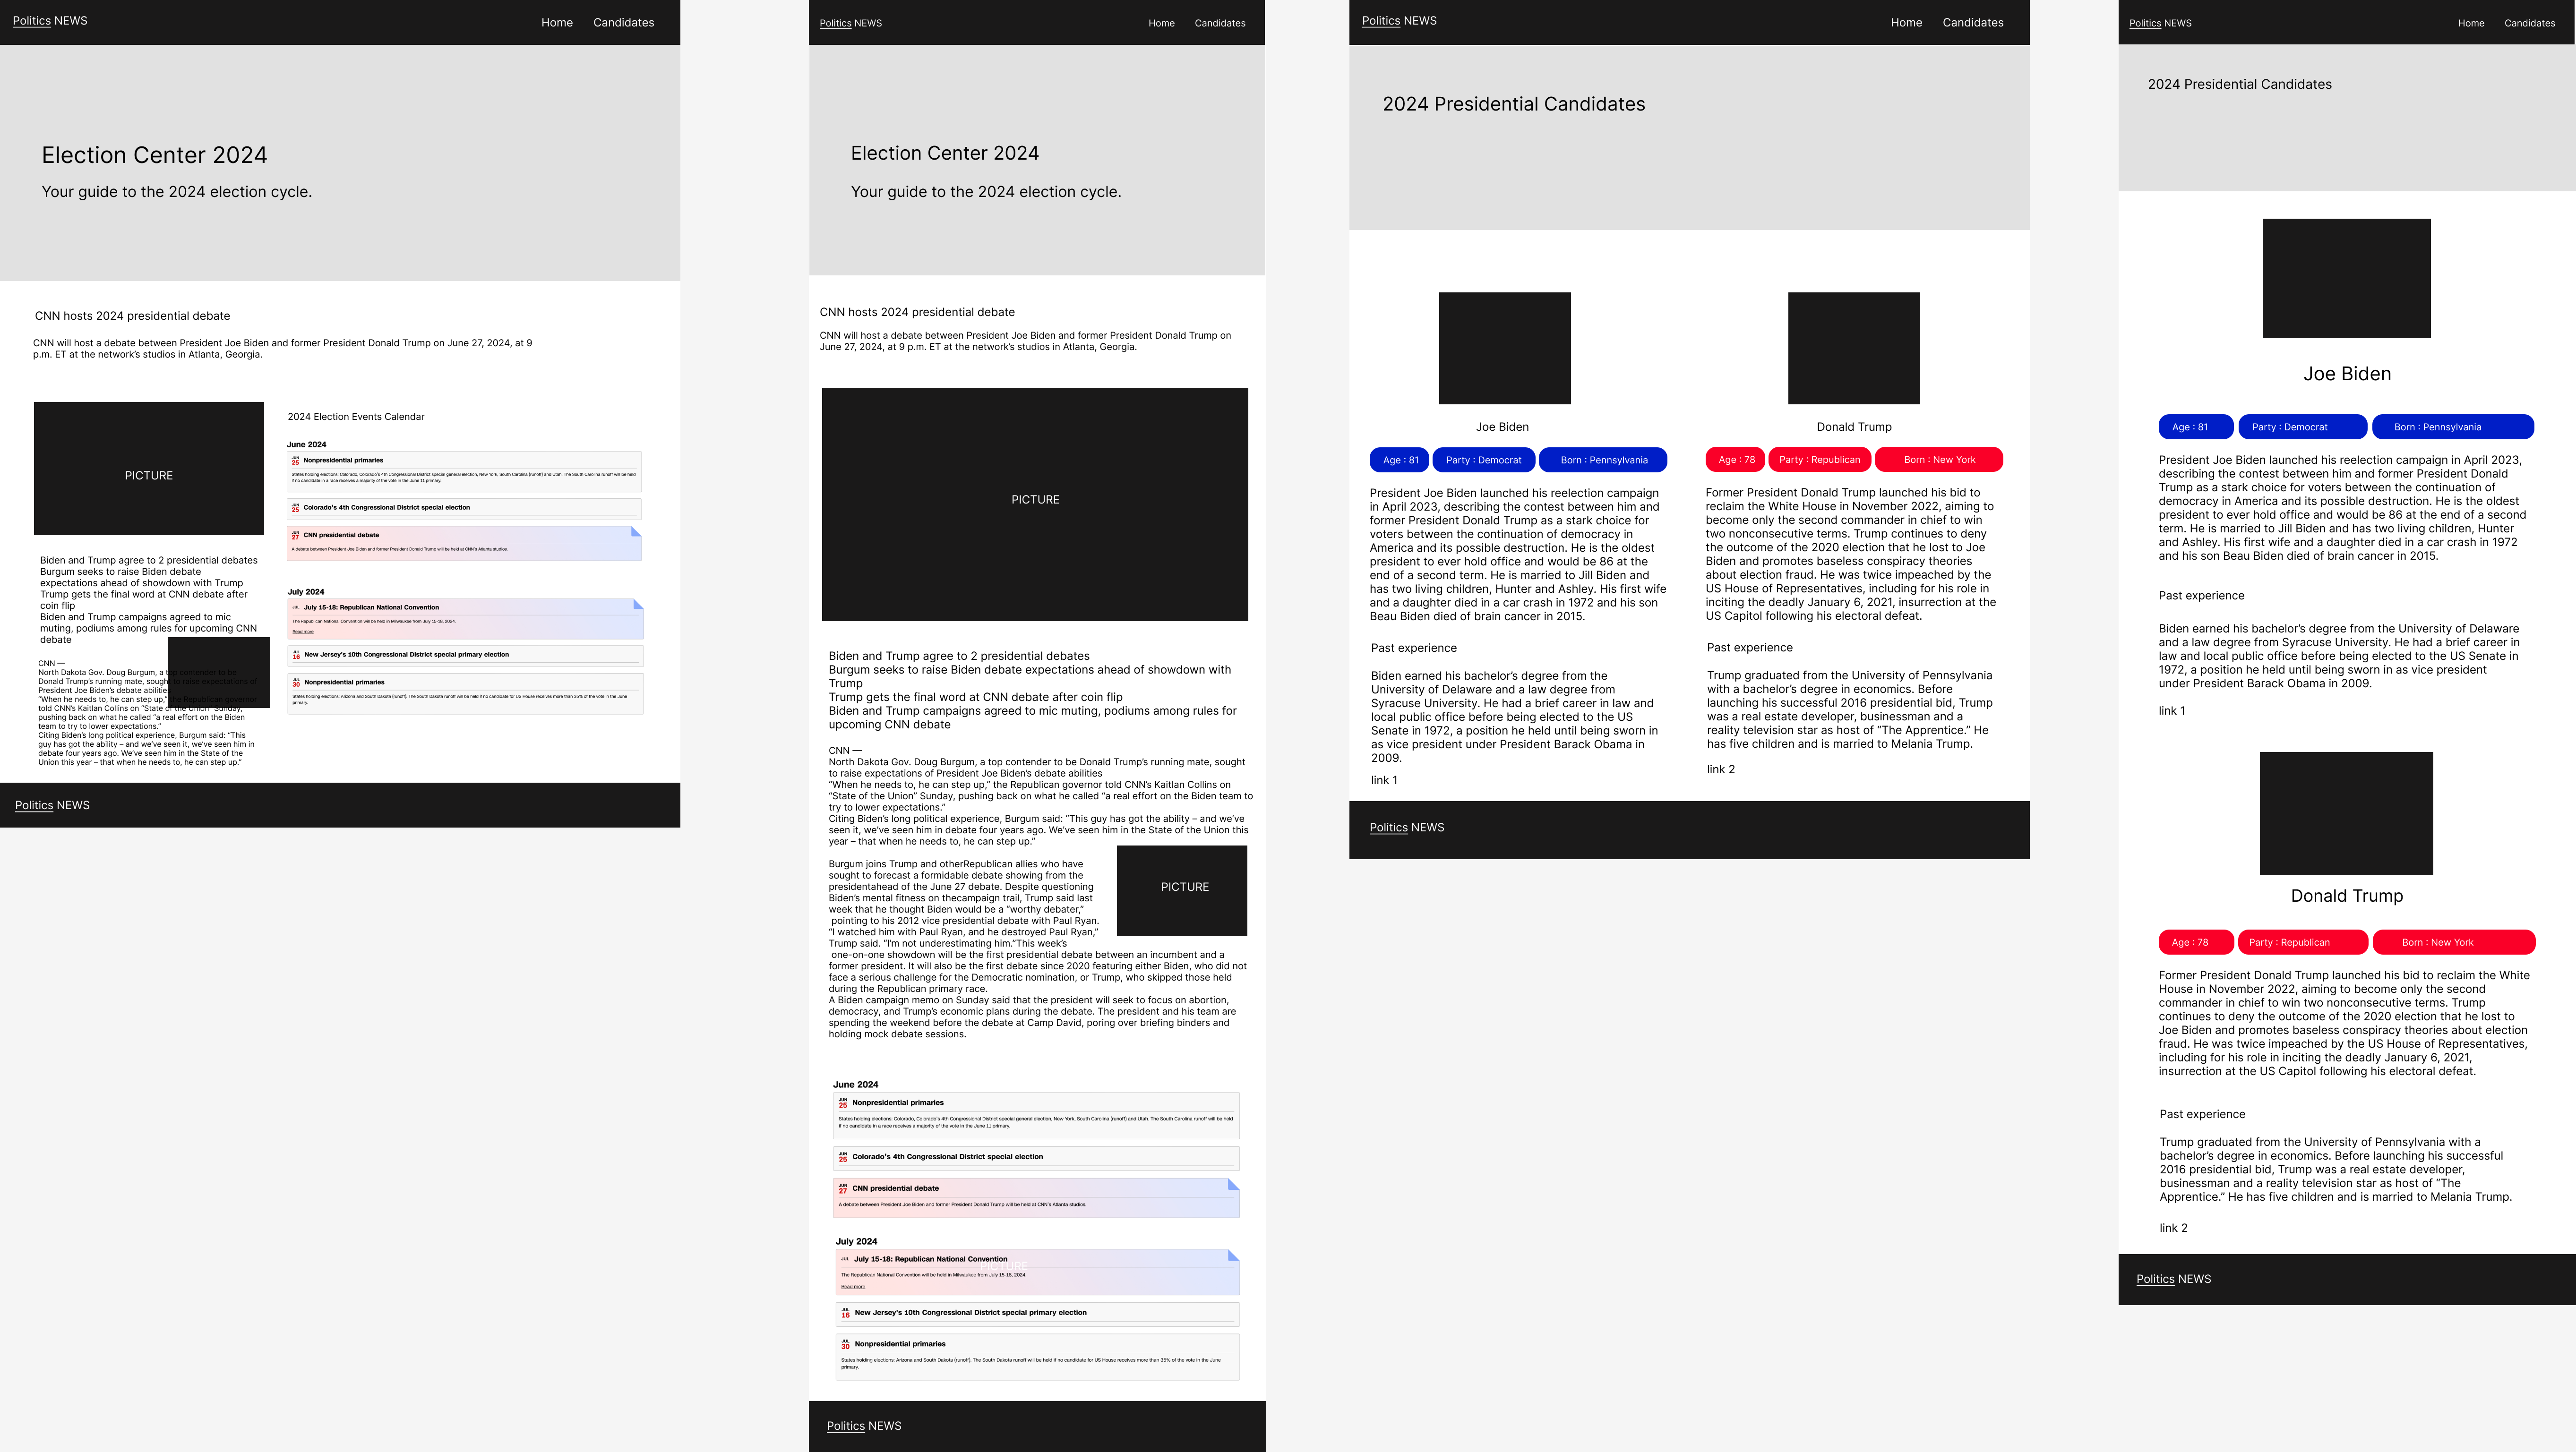 Politics NEWS
Home Candidates
Election Center 2024
Your guide to the 2024 election cycle.
CNN hosts 2024 presidential debate
CNN will host a debate between President Joe Biden and former President Donald Trump on June 27, 2024, at 9
p.m. ET at the network's studios in Atlanta, Georgia.
PICTURE
Biden and Trump agree to 2 presidential debates
Burgum seeks to raise Biden debate
expectations ahead of showdown with Trump
Trump gets the final word at CNN debate after
coin flip
Biden and Trump campaigns agreed to mic
muting, podiums among rules for upcoming CNN
debate
CNN —
North Dakota Gov. Doug Burgum, a top contender to be
Donald Trump's running mate, sought to raise expectations of
President Joe Biden's debate abilities
“When he needs to, he can step up,” the Republican governor
told CNN's Kaitlan Collins on “State of the Union” Sunday,
pushing back on what he called “a real effort on the Biden
team to try to lower expectations.”
Citing Biden's long political experience, Burgum said: “This
guy has got the ability – and we've seen it, we've seen him in
debate four years ago. We've seen him in the State of the
Union this year – that when he needs to, he can step up.”
2024 Election Events Calendar
June 2024
JUN
25 Nonpresidential primaries
States holding elections: Colorado, Colorado's 4th Congressional District special general election, New York, South Carolina (runoff) and Utah. The South Carolina runoff will be held
if no candidate in a race receives a majority of the vote in the June 11 primary.
JUN
25 Colorado's 4th Congressional District special election
JUN
27 CNN presidential debate
A debate between President Joe Biden and former President Donald Trump will be held at CNN's Atlanta studios.
July 2024
JUL July 15-18: Republican National Convention
The Republican National Convention will be held in Milwaukee from July 15-18, 2024.
Read more
JUL
16 New Jersey's 10th Congressional District special primary election
JUL
30 Nonpresidential primaries
States holding elections: Arizona and South Dakota (runoff). The South Dakota runoff will be held if no candidate for US House receives more than 35% of the vote in the June
primary.
Politics NEWS
Politics NEWS
Home Candidates
Election Center 2024
Your guide to the 2024 election cycle.
CNN hosts 2024 presidential debate
CNN will host a debate between President Joe Biden and former President Donald Trump on
June 27, 2024, at 9 p.m. ET at the network's studios in Atlanta, Georgia.
PICTURE
Biden and Trump agree to 2 presidential debates
Burgum seeks to raise Biden debate expectations ahead of showdown with
Trump
Trump gets the final word at CNN debate after coin flip
Biden and Trump campaigns agreed to mic muting, podiums among rules for
upcoming CNN debate
CNN —
North Dakota Gov. Doug Burgum, a top contender to be Donald Trump's running mate, sought
to raise expectations of President Joe Biden's debate abilities
“When he needs to, he can step up,” the Republican governor told CNN's Kaitlan Collins on
“State of the Union” Sunday, pushing back on what he called “a real effort on the Biden team to
try to lower expectations.”
Citing Biden's long political experience, Burgum said: “This guy has got the ability – and we've
seen it, we've seen him in debate four years ago. We've seen him in the State of the Union this
year – that when he needs to, he can step up.”
Burgum joins Trump and otherRepublican allies who have
sought to forecast a formidable debate showing from the
presidentahead of the June 27 debate. Despite questioning
Biden's mental fitness on thecampaign trail, Trump said last
week that he thought Biden would be a “worthy debater,”
pointing to his 2012 vice presidential debate with Paul Ryan.
“I watched him with Paul Ryan, and he destroyed Paul Ryan,”
Trump said. “I'm not underestimating him.”This week's
one-on-one showdown will be the first presidential debate between an incumbent and a
former president. It will also be the first debate since 2020 featuring either Biden, who did not
face a serious challenge for the Democratic nomination, or Trump, who skipped those held
during the Republican primary race.
A Biden campaign memo on Sunday said that the president will seek to focus on abortion,
democracy, and Trump's economic plans during the debate. The president and his team are
spending the weekend before the debate at Camp David, poring over briefing binders and
holding mock debate sessions.
PICTURE
June 2024
JUN
25 Nonpresidential primaries
States holding elections: Colorado, Colorado's 4th Congressional District special general election, New York, South Carolina (runoff) and Utah. The South Carolina runoff will be held
if no candidate in a race receives a majority of the vote in the June 11 primary.
JUN
25 Colorado's 4th Congressional District special election
JUN
27 CNN presidential debate
A debate between President Joe Biden and former President Donald Trump will be held at CNN's Atlanta studios.
July 2024
JUL July 15-18: Republican National Convention
PICTURE
The Republican National Convention will be held in Milwaukee from July 15-18, 2024.
Read more
JUL
16 New Jersey's 10th Congressional District special primary election
JUL
30 Nonpresidential primaries
States holding elections: Arizona and South Dakota (runoff). The South Dakota runoff will be held if no candidate for US House receives more than 35% of the vote in the June
primary.
Politics NEWS
Politics NEWS
Home Candidates
2024 Presidential Candidates
Joe Biden
Age : 81 Party : Democrat Born : Pennsylvania
President Joe Biden launched his reelection campaign
in April 2023, describing the contest between him and
former President Donald Trump as a stark choice for
voters between the continuation of democracy in
America and its possible destruction. He is the oldest
president to ever hold office and would be 86 at the
end of a second term. He is married to Jill Biden and
has two living children, Hunter and Ashley. His first wife
and a daughter died in a car crash in 1972 and his son
Beau Biden died of brain cancer in 2015.
Past experience
Biden earned his bachelor's degree from the
University of Delaware and a law degree from
Syracuse University. He had a brief career in law and
local public office before being elected to the US
Senate in 1972, a position he held until being sworn in
as vice president under President Barack Obama in
2009.
link 1
Donald Trump
Age : 78 Party : Republican Born : New York
Former President Donald Trump launched his bid to
reclaim the White House in November 2022, aiming to
become only the second commander in chief to win
two nonconsecutive terms. Trump continues to deny
the outcome of the 2020 election that he lost to Joe
Biden and promotes baseless conspiracy theories
about election fraud. He was twice impeached by the
US House of Representatives, including for his role in
inciting the deadly January 6, 2021, insurrection at the
US Capitol following his electoral defeat.
Past experience
Trump graduated from the University of Pennsylvania
with a bachelor's degree in economics. Before
launching his successful 2016 presidential bid, Trump
was a real estate developer, businessman and a
reality television star as host of “The Apprentice.” He
has five children and is married to Melania Trump.
link 2
Politics NEWS
Politics NEWS
Home Candidates
2024 Presidential Candidates
Joe Biden
Age : 81 Party : Democrat Born : Pennsylvania
President Joe Biden launched his reelection campaign in April 2023,
describing the contest between him and former President Donald
Trump as a stark choice for voters between the continuation of
democracy in America and its possible destruction. He is the oldest
president to ever hold office and would be 86 at the end of a second
term. He is married to Jill Biden and has two living children, Hunter
and Ashley. His first wife and a daughter died in a car crash in 1972
and his son Beau Biden died of brain cancer in 2015.
Past experience
Biden earned his bachelor's degree from the University of Delaware
and a law degree from Syracuse University. He had a brief career in
law and local public office before being elected to the US Senate in
1972, a position he held until being sworn in as vice president
under President Barack Obama in 2009.
link 1
Donald Trump
Age : 78 Party : Republican Born : New York
Former President Donald Trump launched his bid to reclaim the White
House in November 2022, aiming to become only the second
commander in chief to win two nonconsecutive terms. Trump
continues to deny the outcome of the 2020 election that he lost to
Joe Biden and promotes baseless conspiracy theories about election
fraud. He was twice impeached by the US House of Representatives,
including for his role in inciting the deadly January 6, 2021,
insurrection at the US Capitol following his electoral defeat.
Past experience
Trump graduated from the University of Pennsylvania with a
bachelor's degree in economics. Before launching his successful
2016 presidential bid, Trump was a real estate developer,
businessman and a reality television star as host of “The
Apprentice.” He has five children and is married to Melania Trump.
link 2
Politics NEWS